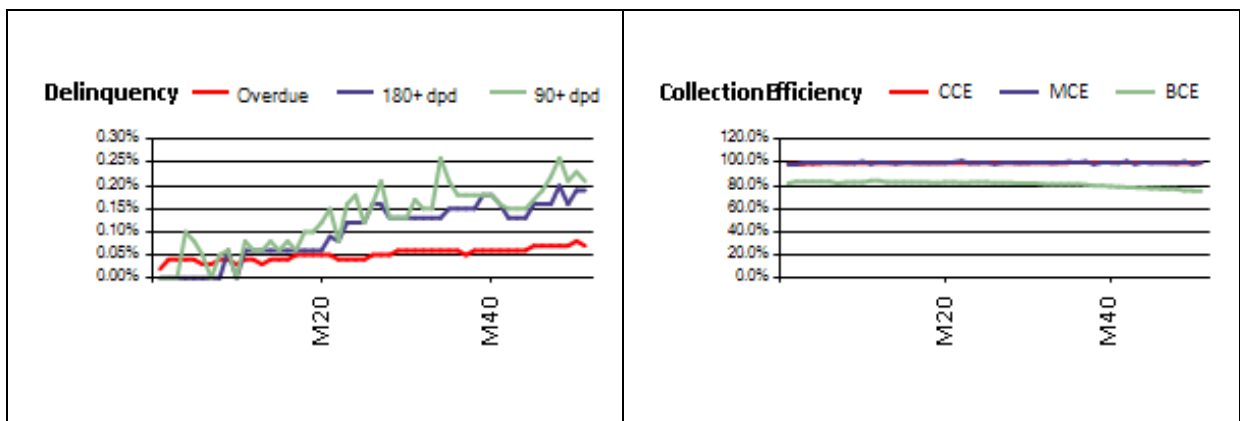 Delinquency Overdue 180+ dpd 90+ dpd
0.30%
0.25%
0.20%
0.15%
0.10%
0.05%
0.00%
M20
M40
Collection Efficiency CCE MCE BCE
120.0%
100.0%
80.0%
60.0%
40.0%
20.0%
0.0%
M20
M40